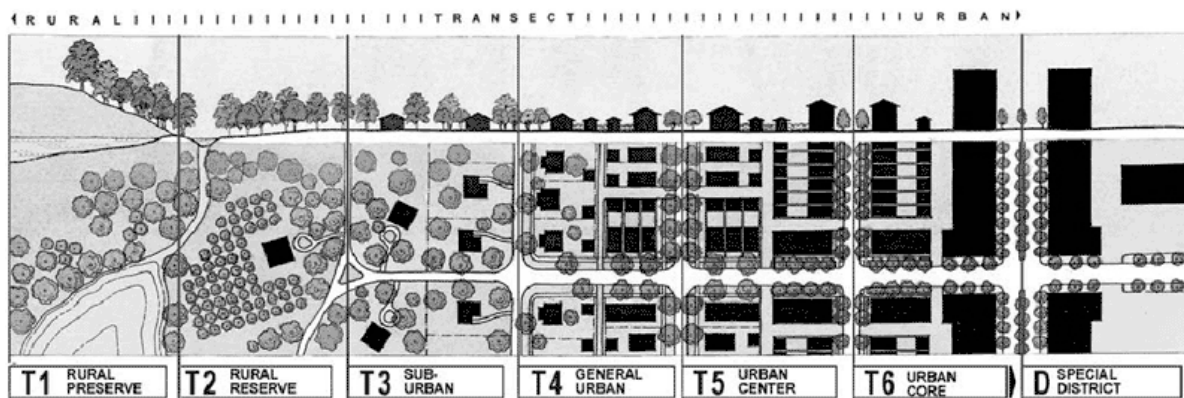 RURAL TRANSECT URBAN
T1 RURAL PRESERVE
T2 RURAL RESERVE
T3 SUB-URBAN
T4 GENERAL URBAN
T5 URBAN CENTER
T6 URBAN CORE
D SPECIAL DISTRICT